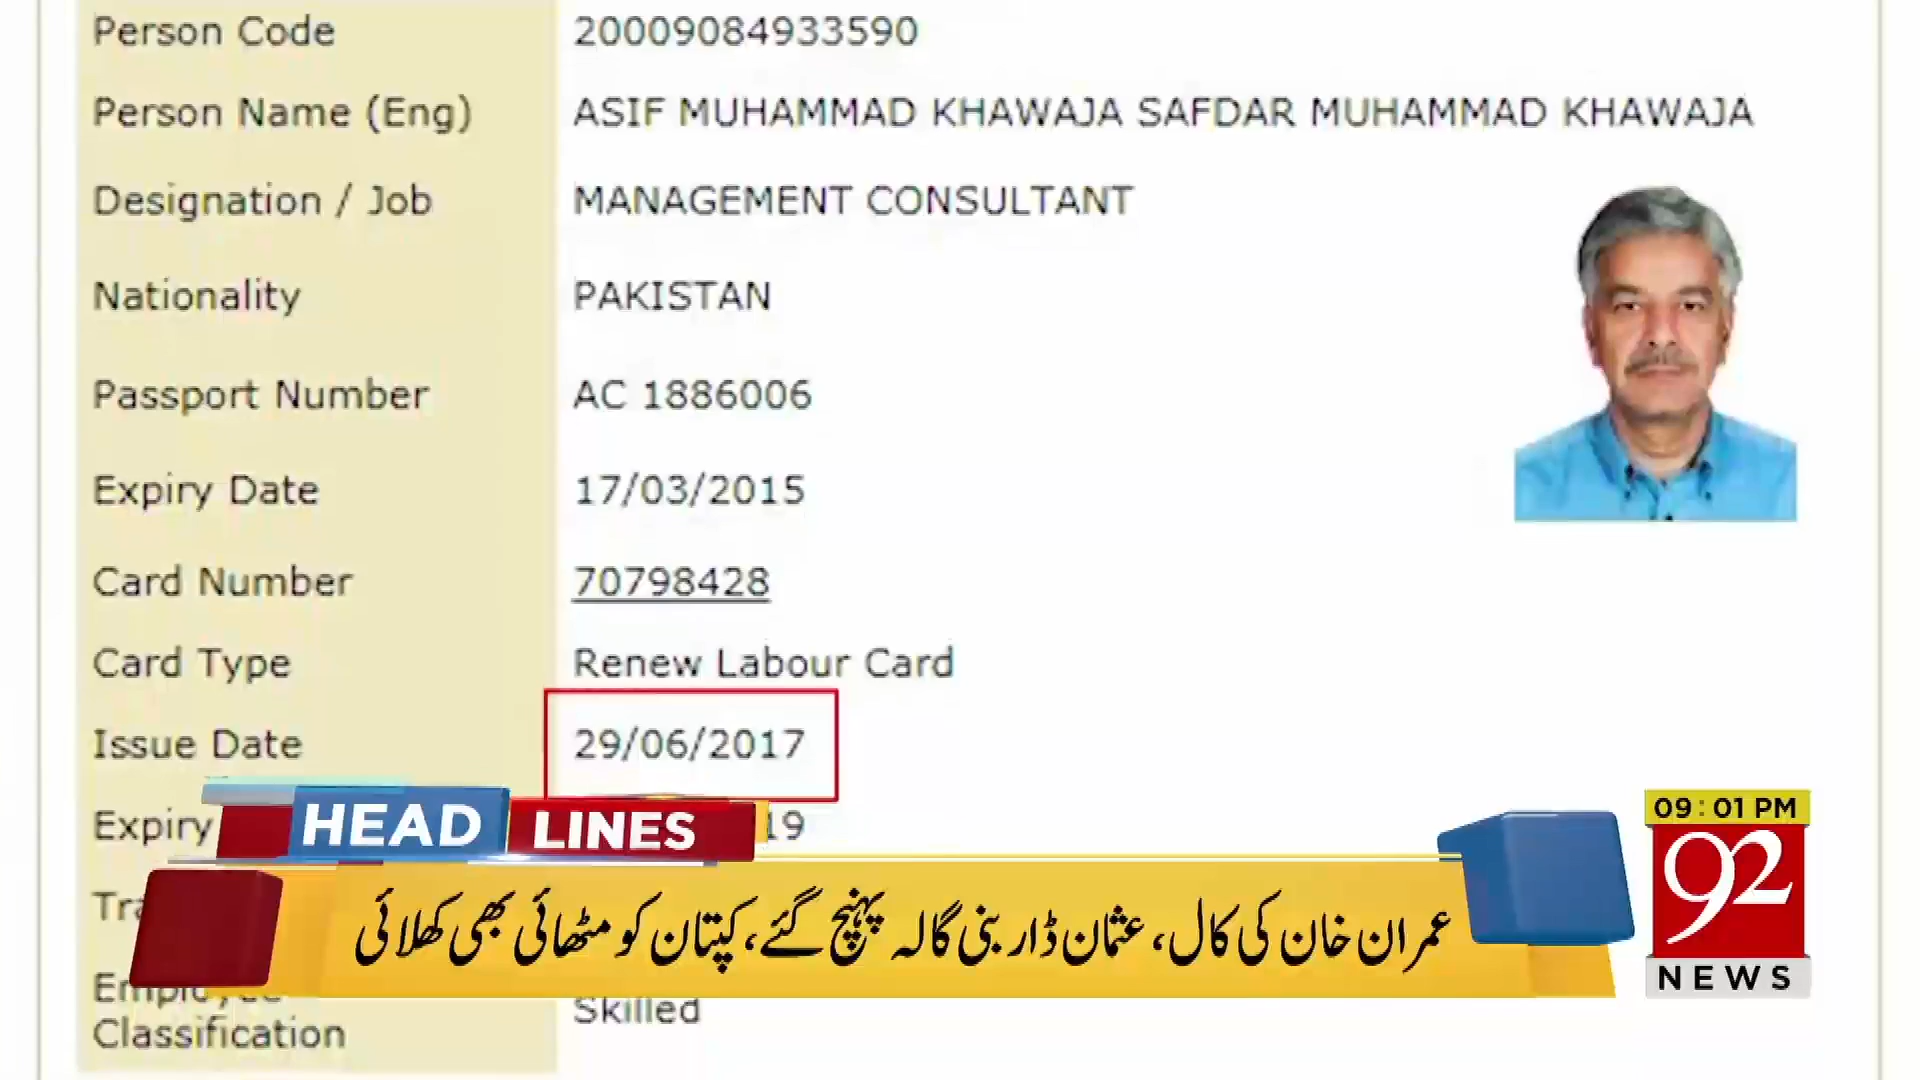 Person Code 20009084933590
Person Name (Eng) ASIF MUHAMMAD KHAWAJA SAFDAR MUHAMMAD KHAWAJA
Designation / Job MANAGEMENT CONSULTANT
Nationality PAKISTAN
Passport Number AC 1886006
Expiry Date 17/03/2015
Card Number 70798428
Card Type Renew Labour Card
Issue Date 29/06/2017
Expiry 19
HEAD LINES
09:01 PM
عمران خان کی کال، عثمان ڈار بنی گالہ پہنچ گئے، کپتان کو مٹھائی بھی کھلائی
92
NEWS
Skilled
Classification